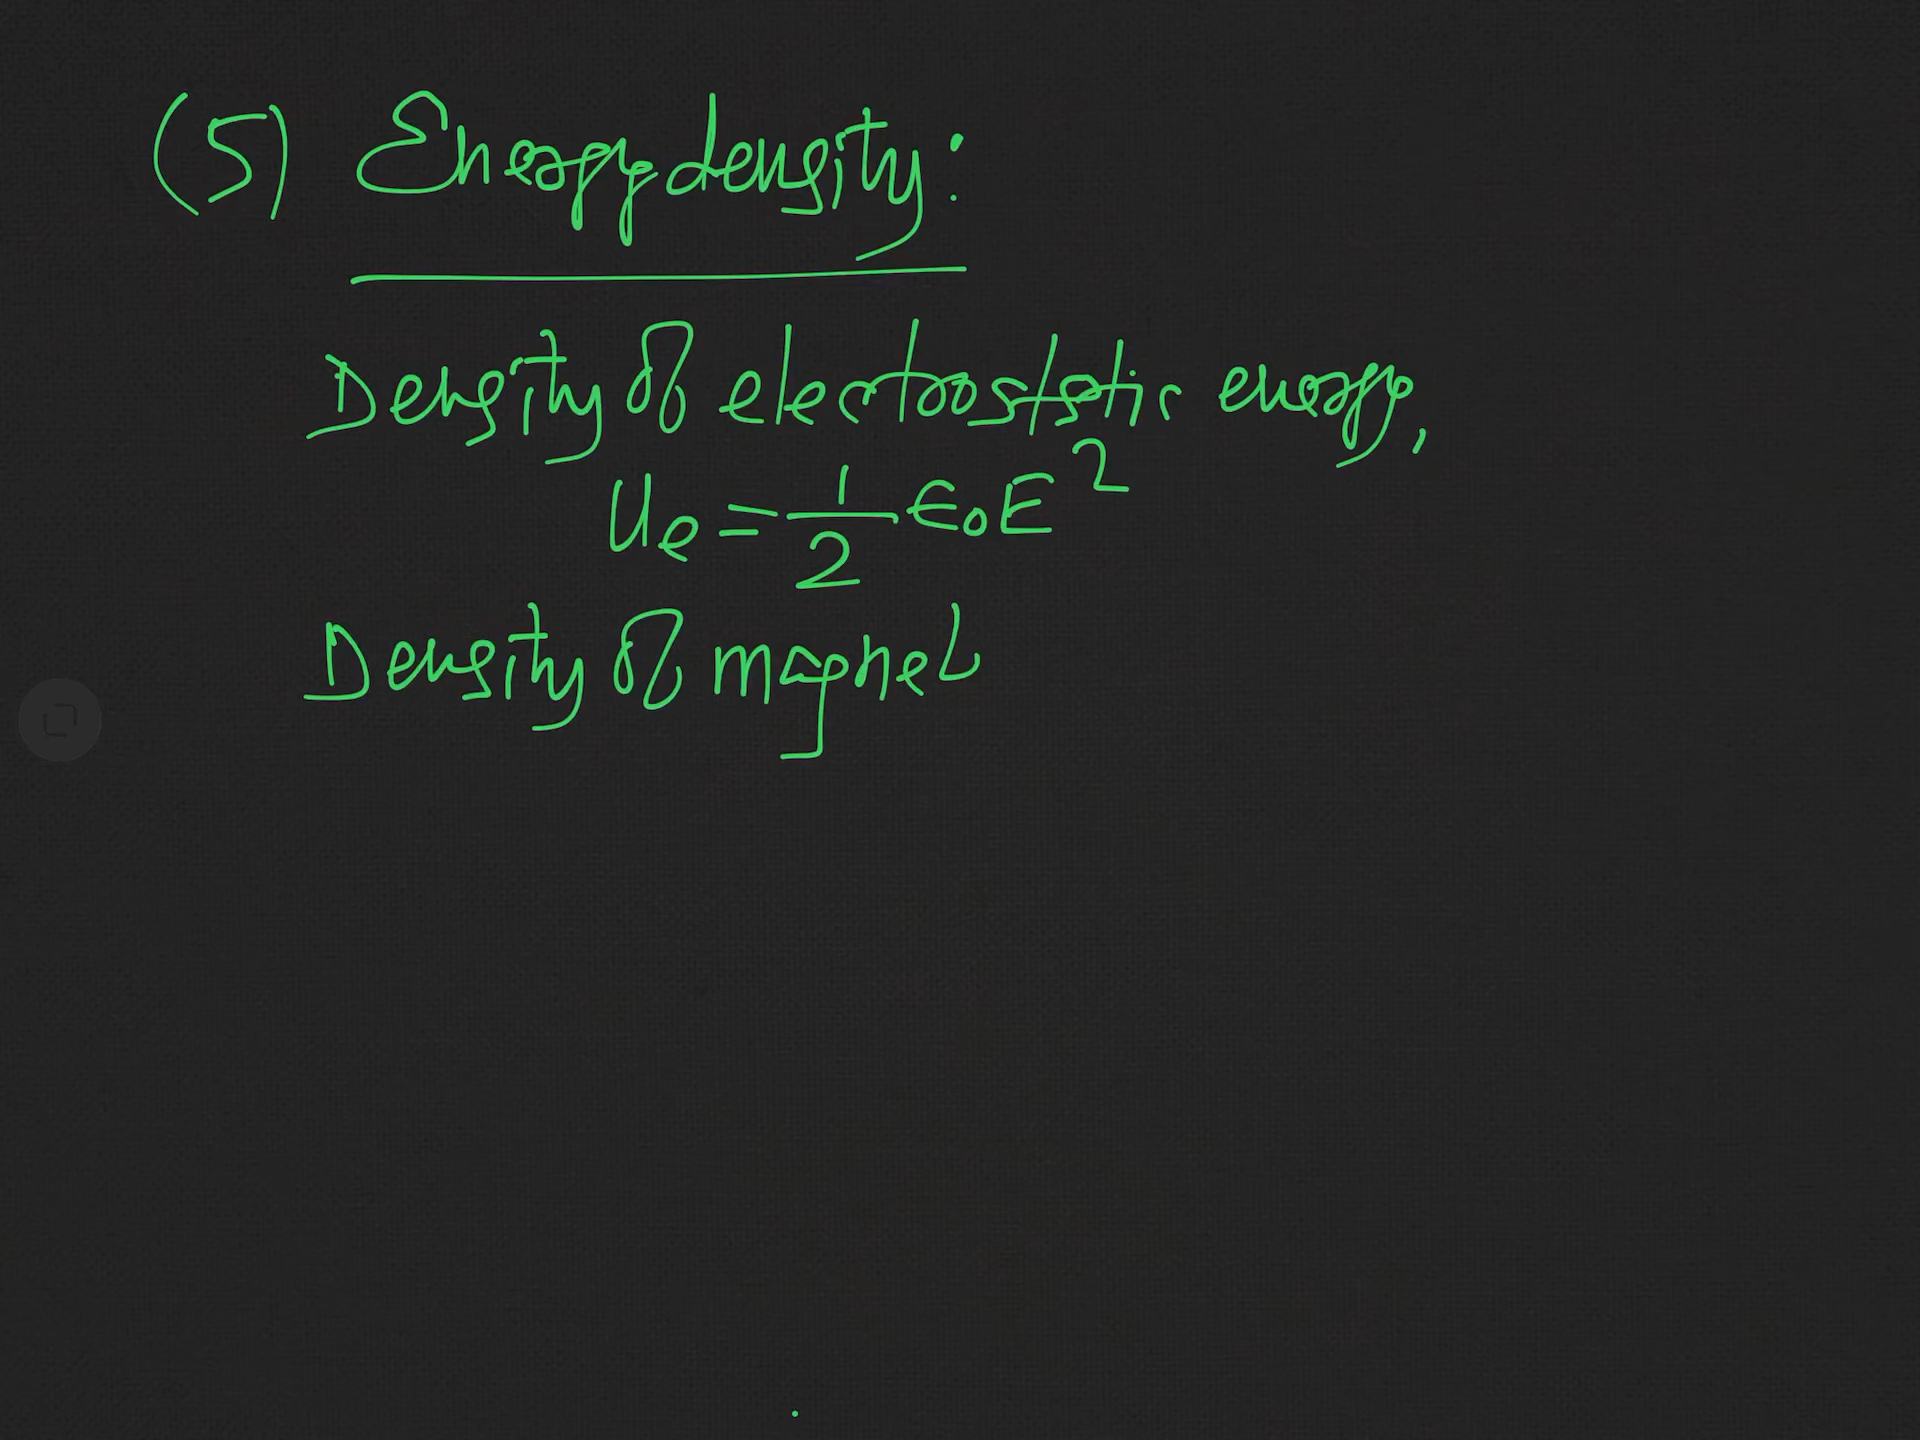 (5) Energy density:
Density of electrostatic energy,
Ue = 1/2 ϵ₀E²
Density of magnet